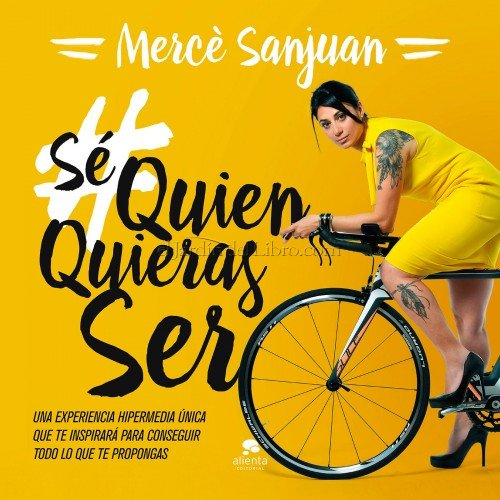 Mercè Sanjuan
#Sé
Quien
Quieras
Ser
UNA EXPERIENCIA HIPERMEDIA ÚNICA
QUE TE INSPIRARÁ PARA CONSEGUIR
TODO LO QUE TE PROPONGAS
alienta
EDITORIAL